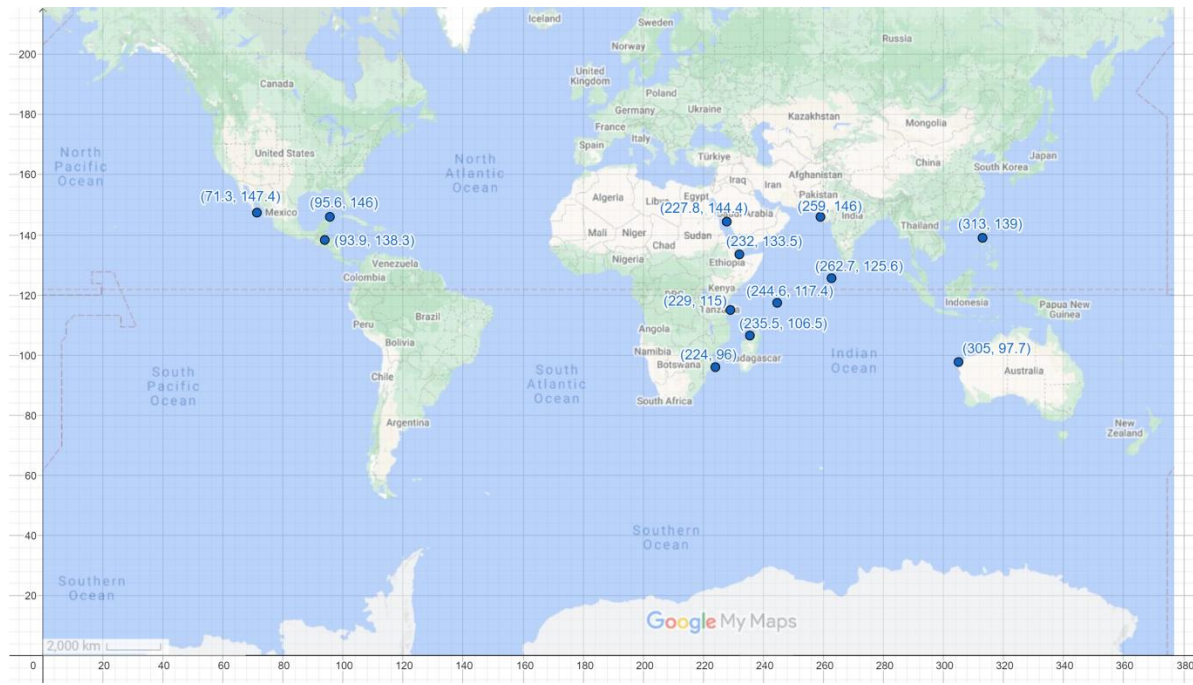 Iceland
Sweden
Russia
Norway
200
United
Kingdom
Canada
Poland
180
Germany
Ukraine
Kazakhstan
Mongolia
France
Italy
North
Pacific
Ocean
United States
North
Atlantic
Ocean
Spain
Türkiye
China
Japan
South Korea
160
Iraq
Iran
Afghanistan
Pakistan
Algeria
Libya
Egypt
(71.3, 147.4)
(95.6, 146)
(227.8, 144.4)
Saudi Arabia
(259, 146)
India
Mexico
Mali
Niger
Chad
Sudan
Thailand
(313, 139)
140
(93.9, 138.3)
(232, 133.5)
Nigeria
Ethiopia
Venezuela
Colombia
(262.7, 125.6)
120
DRC
Kenya
(244.6, 117.4)
Indonesia
Papua New
Guinea
(229, 115)
Tanzania
Peru
Brazil
Angola
(235.5, 106.5)
100
Bolivia
Namibia
(224, 96)
Botswana
Madagascar
Indian
Ocean
(305, 97.7)
Australia
South
Pacific
Ocean
Chile
South
Atlantic
Ocean
South Africa
80
Argentina
New
Zealand
60
40
Southern
Ocean
20
Southern
Ocean
Google My Maps
2,000 km
0 20 40 60 80 100 120 140 160 180 200 220 240 260 280 300 320 340 360 380